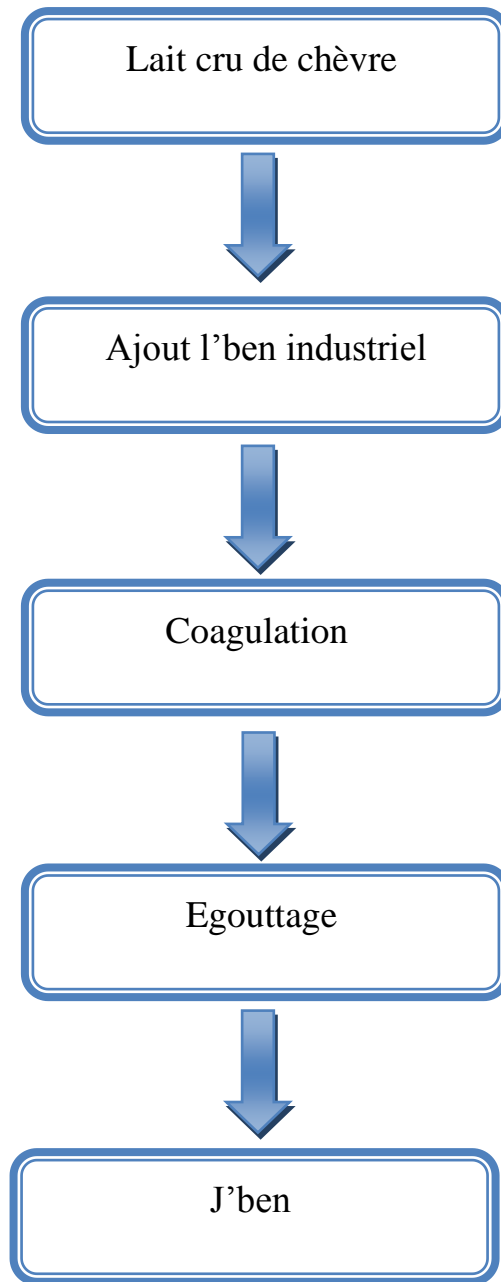 Lait cru de chèvre
Ajout l’ben industriel
Coagulation
Egouttage
J’ben